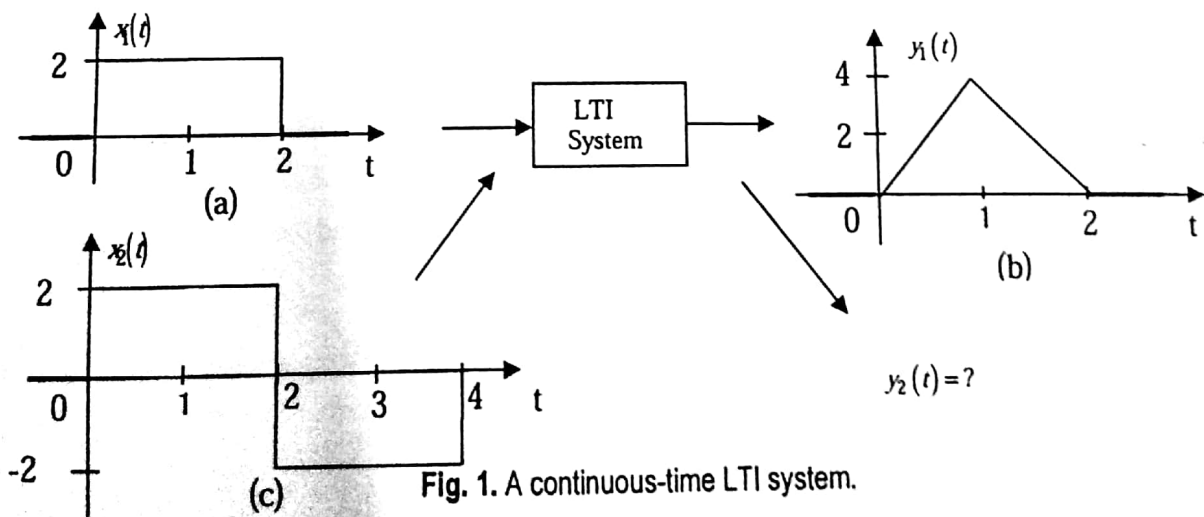 x₁(t)
2
0
1
2
t
(a)
LTI
System
y₁(t)
4
2
0
1
2
t
(b)
x₂(t)
2
0
1
2
3
4
t
-2
(c)
y₂(t)=?
Fig. 1. A continuous-time LTI system.